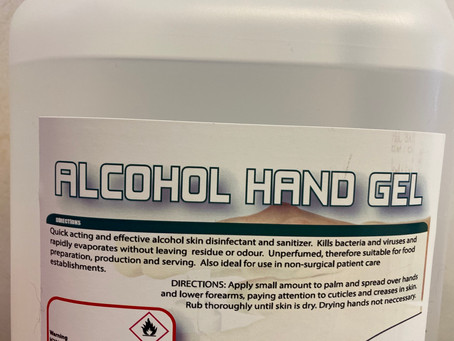 ALCOHOL HAND GEL
DIRECTIONS
Quick acting and effective alcohol skin disinfectant and sanitizer. Kills bacteria and viruses and
rapidly evaporates without leaving residue or odour. Unperfumed, therefore suitable for food
preparation, production and serving. Also ideal for use in non-surgical patient care
establishments.
DIRECTIONS: Apply small amount to palm and spread over hands
and lower forearms, paying attention to cuticles and creases in skin.
Rub thoroughly until skin is dry. Drying hands not neccessary.
Warning